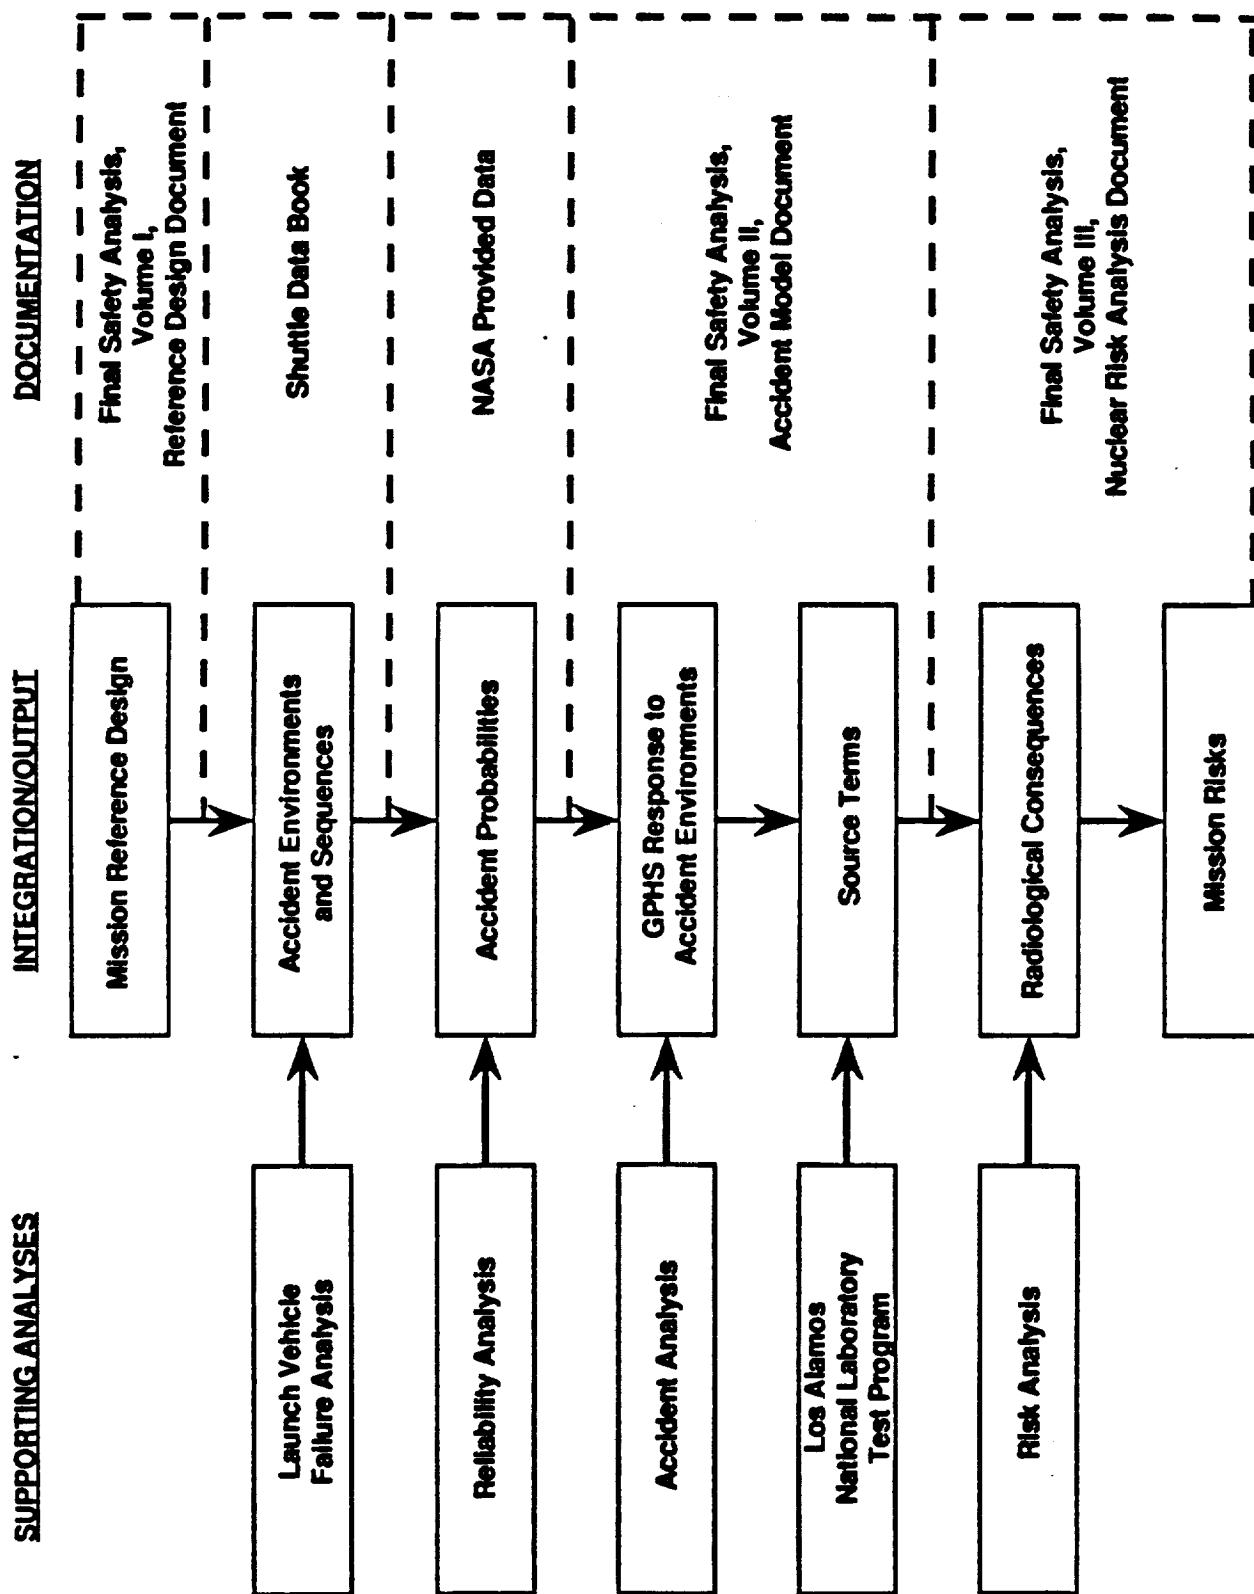 SUPPORTING ANALYSES
INTEGRATION/OUTPUT
DOCUMENTATION
Mission Reference Design
Final Safety Analysis,
Volume I,
Reference Design Document
Launch Vehicle
Failure Analysis
Accident Environments
and Sequences
Shuttle Data Book
Reliability Analysis
Accident Probabilities
NASA Provided Data
Accident Analysis
GPHS Response to
Accident Environments
Final Safety Analysis,
Volume II,
Accident Model Document
Los Alamos
National Laboratory
Test Program
Source Terms
Risk Analysis
Radiological Consequences
Final Safety Analysis,
Volume III,
Nuclear Risk Analysis Document
Mission Risks